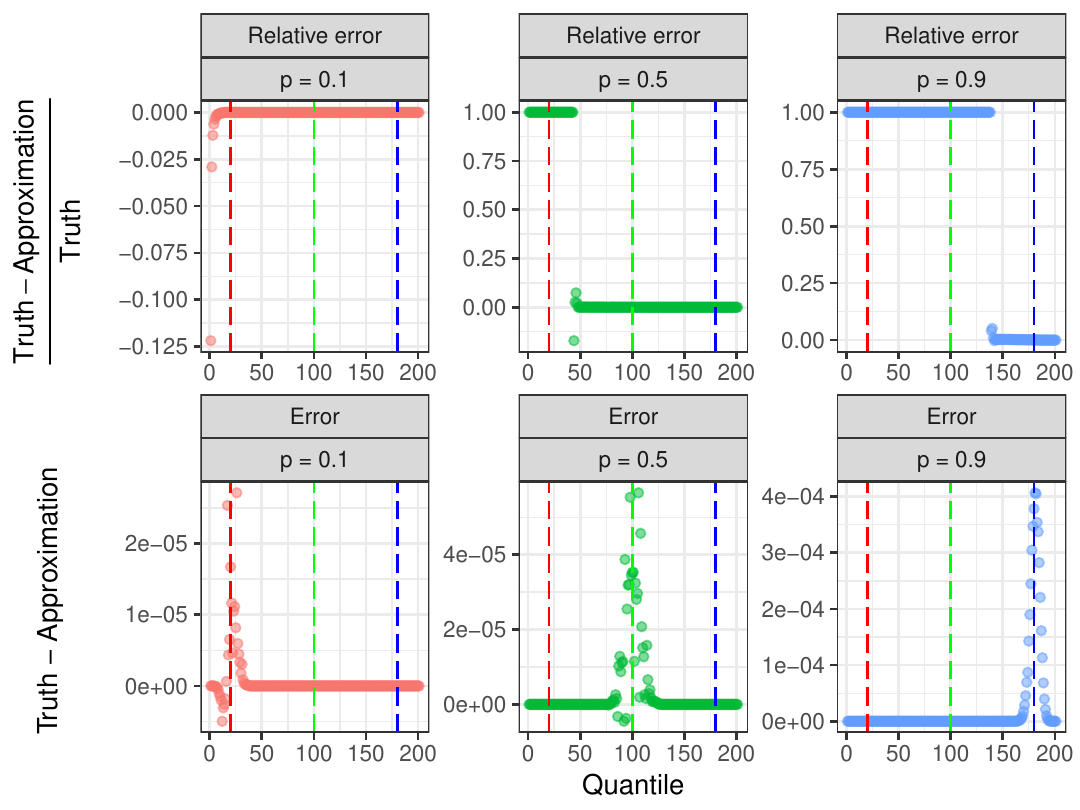 Relative error
Relative error
Relative error
p = 0.1
p = 0.5
p = 0.9
Truth − Approximation
Truth
0.000
−0.025
−0.050
−0.075
−0.100
−0.125
0 50 100 150 200
1.00
0.75
0.50
0.25
0.00
0 50 100 150 200
1.00
0.75
0.50
0.25
0.00
0 50 100 150 200
Error
Error
Error
p = 0.1
p = 0.5
p = 0.9
Truth − Approximation
2e−05
1e−05
0e+00
0 50 100 150 200
4e−05
2e−05
0e+00
0 50 100 150 200
4e−04
3e−04
2e−04
1e−04
0e+00
0 50 100 150 200
Quantile